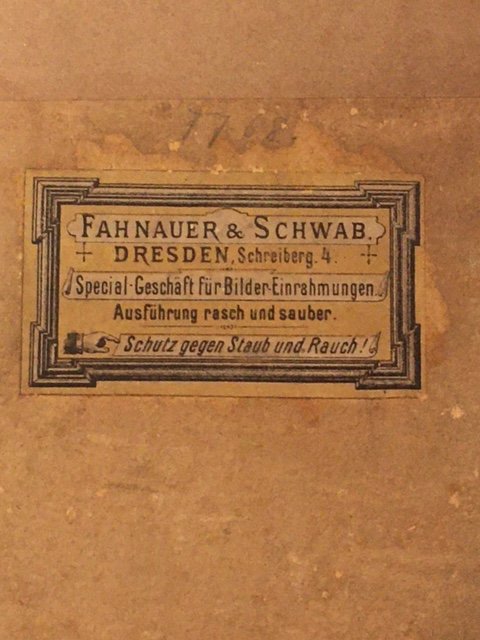 FAHNAUER & SCHWAB,
DRESDEN, Schreiberg. 4.
Special-Geschäft für Bilder-Einrahmungen.
Ausführung rasch und sauber.
Schutz gegen Staub und Rauch!